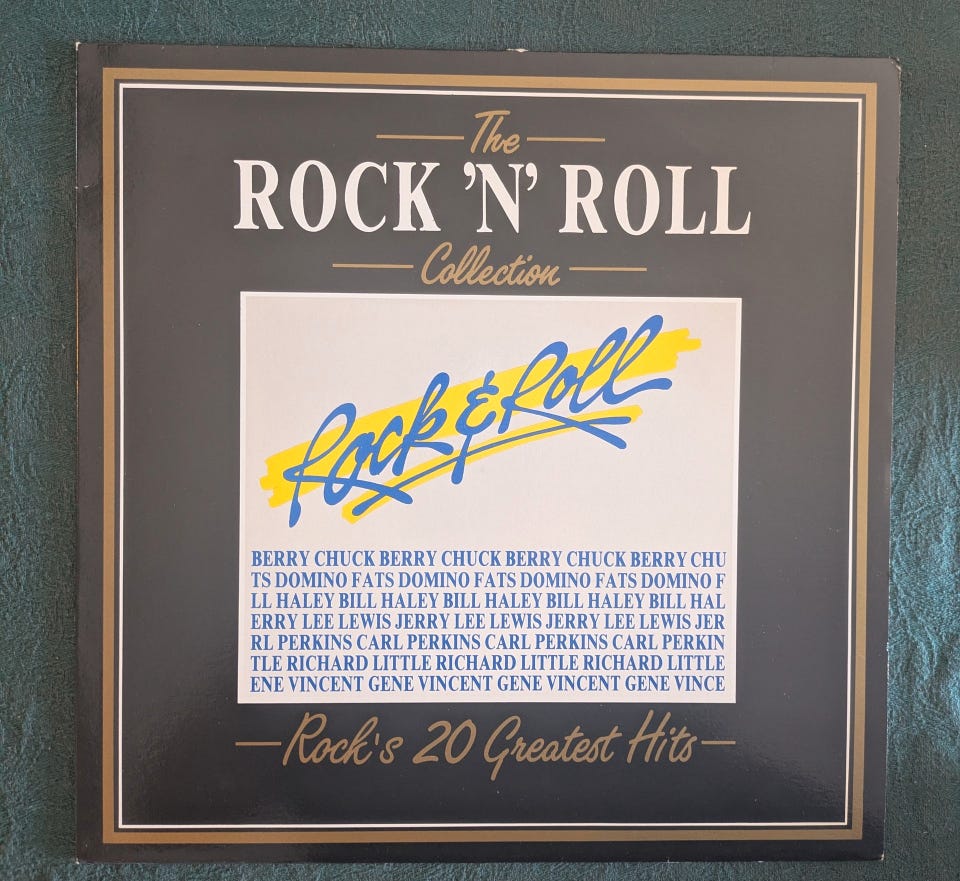 The
ROCK 'N' ROLL
Collection
Rock & Roll
BERRY CHUCK BERRY CHUCK BERRY CHUCK BERRY CHU
TS DOMINO FATS DOMINO FATS DOMINO FATS DOMINO F
LL HALEY BILL HALEY BILL HALEY BILL HALEY BILL HAL
ERRY LEE LEWIS JERRY LEE LEWIS JERRY LEE LEWIS JER
RL PERKINS CARL PERKINS CARL PERKINS CARL PERKIN
TLE RICHARD LITTLE RICHARD LITTLE RICHARD LITTLE
ENE VINCENT GENE VINCENT GENE VINCENT GENE VINCE
Rock's 20 Greatest Hits